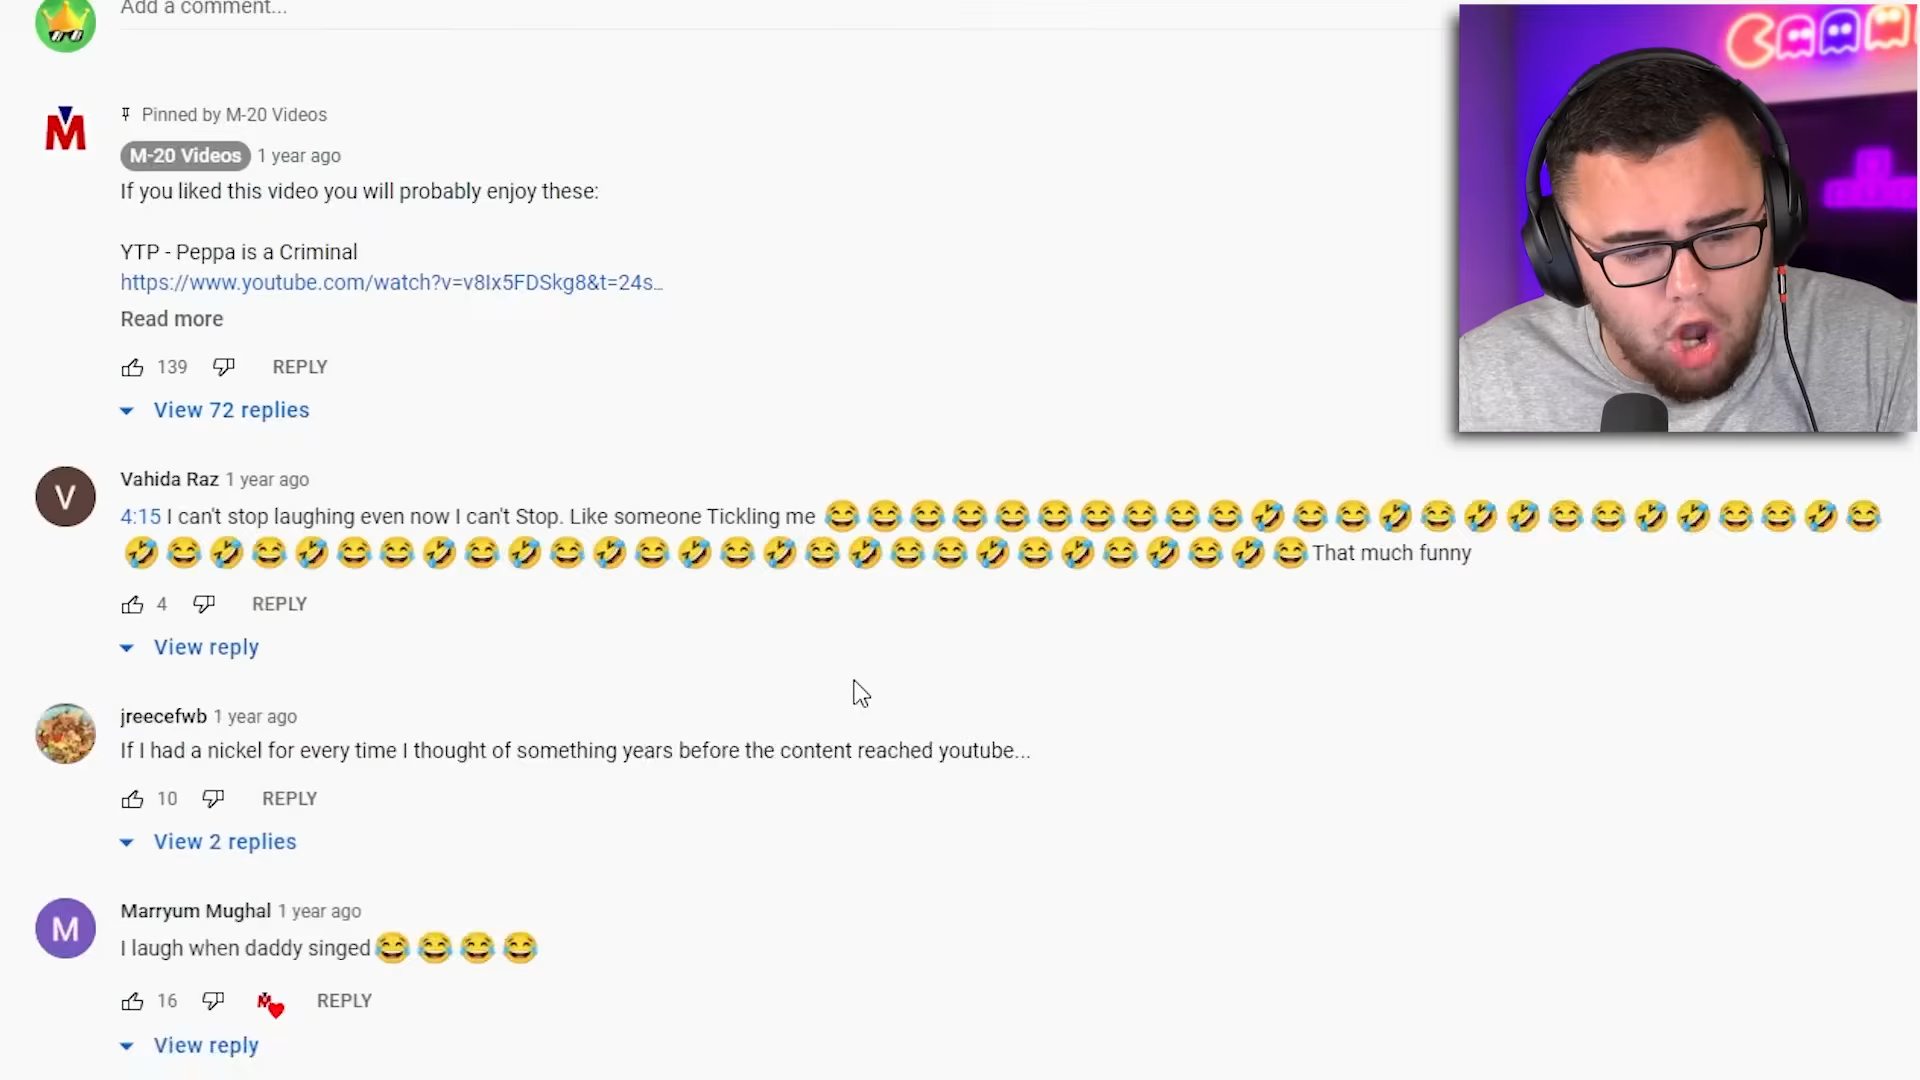 Add a comment...
Pinned by M-20 Videos
M
M-20 Videos 1 year ago
If you liked this video you will probably enjoy these:
YTP - Peppa is a Criminal
https://www.youtube.com/watch?v=v8Ix5FDSkg8&t=24s...
Read more
139 REPLY
View 72 replies
V
Vahida Raz 1 year ago
4:15 I can't stop laughing even now I can't Stop. Like someone Tickling me 😂😂😂😂😂😂😂😂😂😂🤣😂😂🤣😂🤣🤣😂😂🤣🤣😂😂🤣😂
🤣😂🤣😂🤣😂😂🤣😂🤣😂🤣😂🤣😂🤣😂🤣😂😂🤣😂🤣😂🤣😂🤣😂That much funny
4 REPLY
View reply
jreecefwb 1 year ago
If I had a nickel for every time I thought of something years before the content reached youtube...
10 REPLY
View 2 replies
M
Marryum Mughal 1 year ago
I laugh when daddy singed😂😂😂😂
16 REPLY
View reply